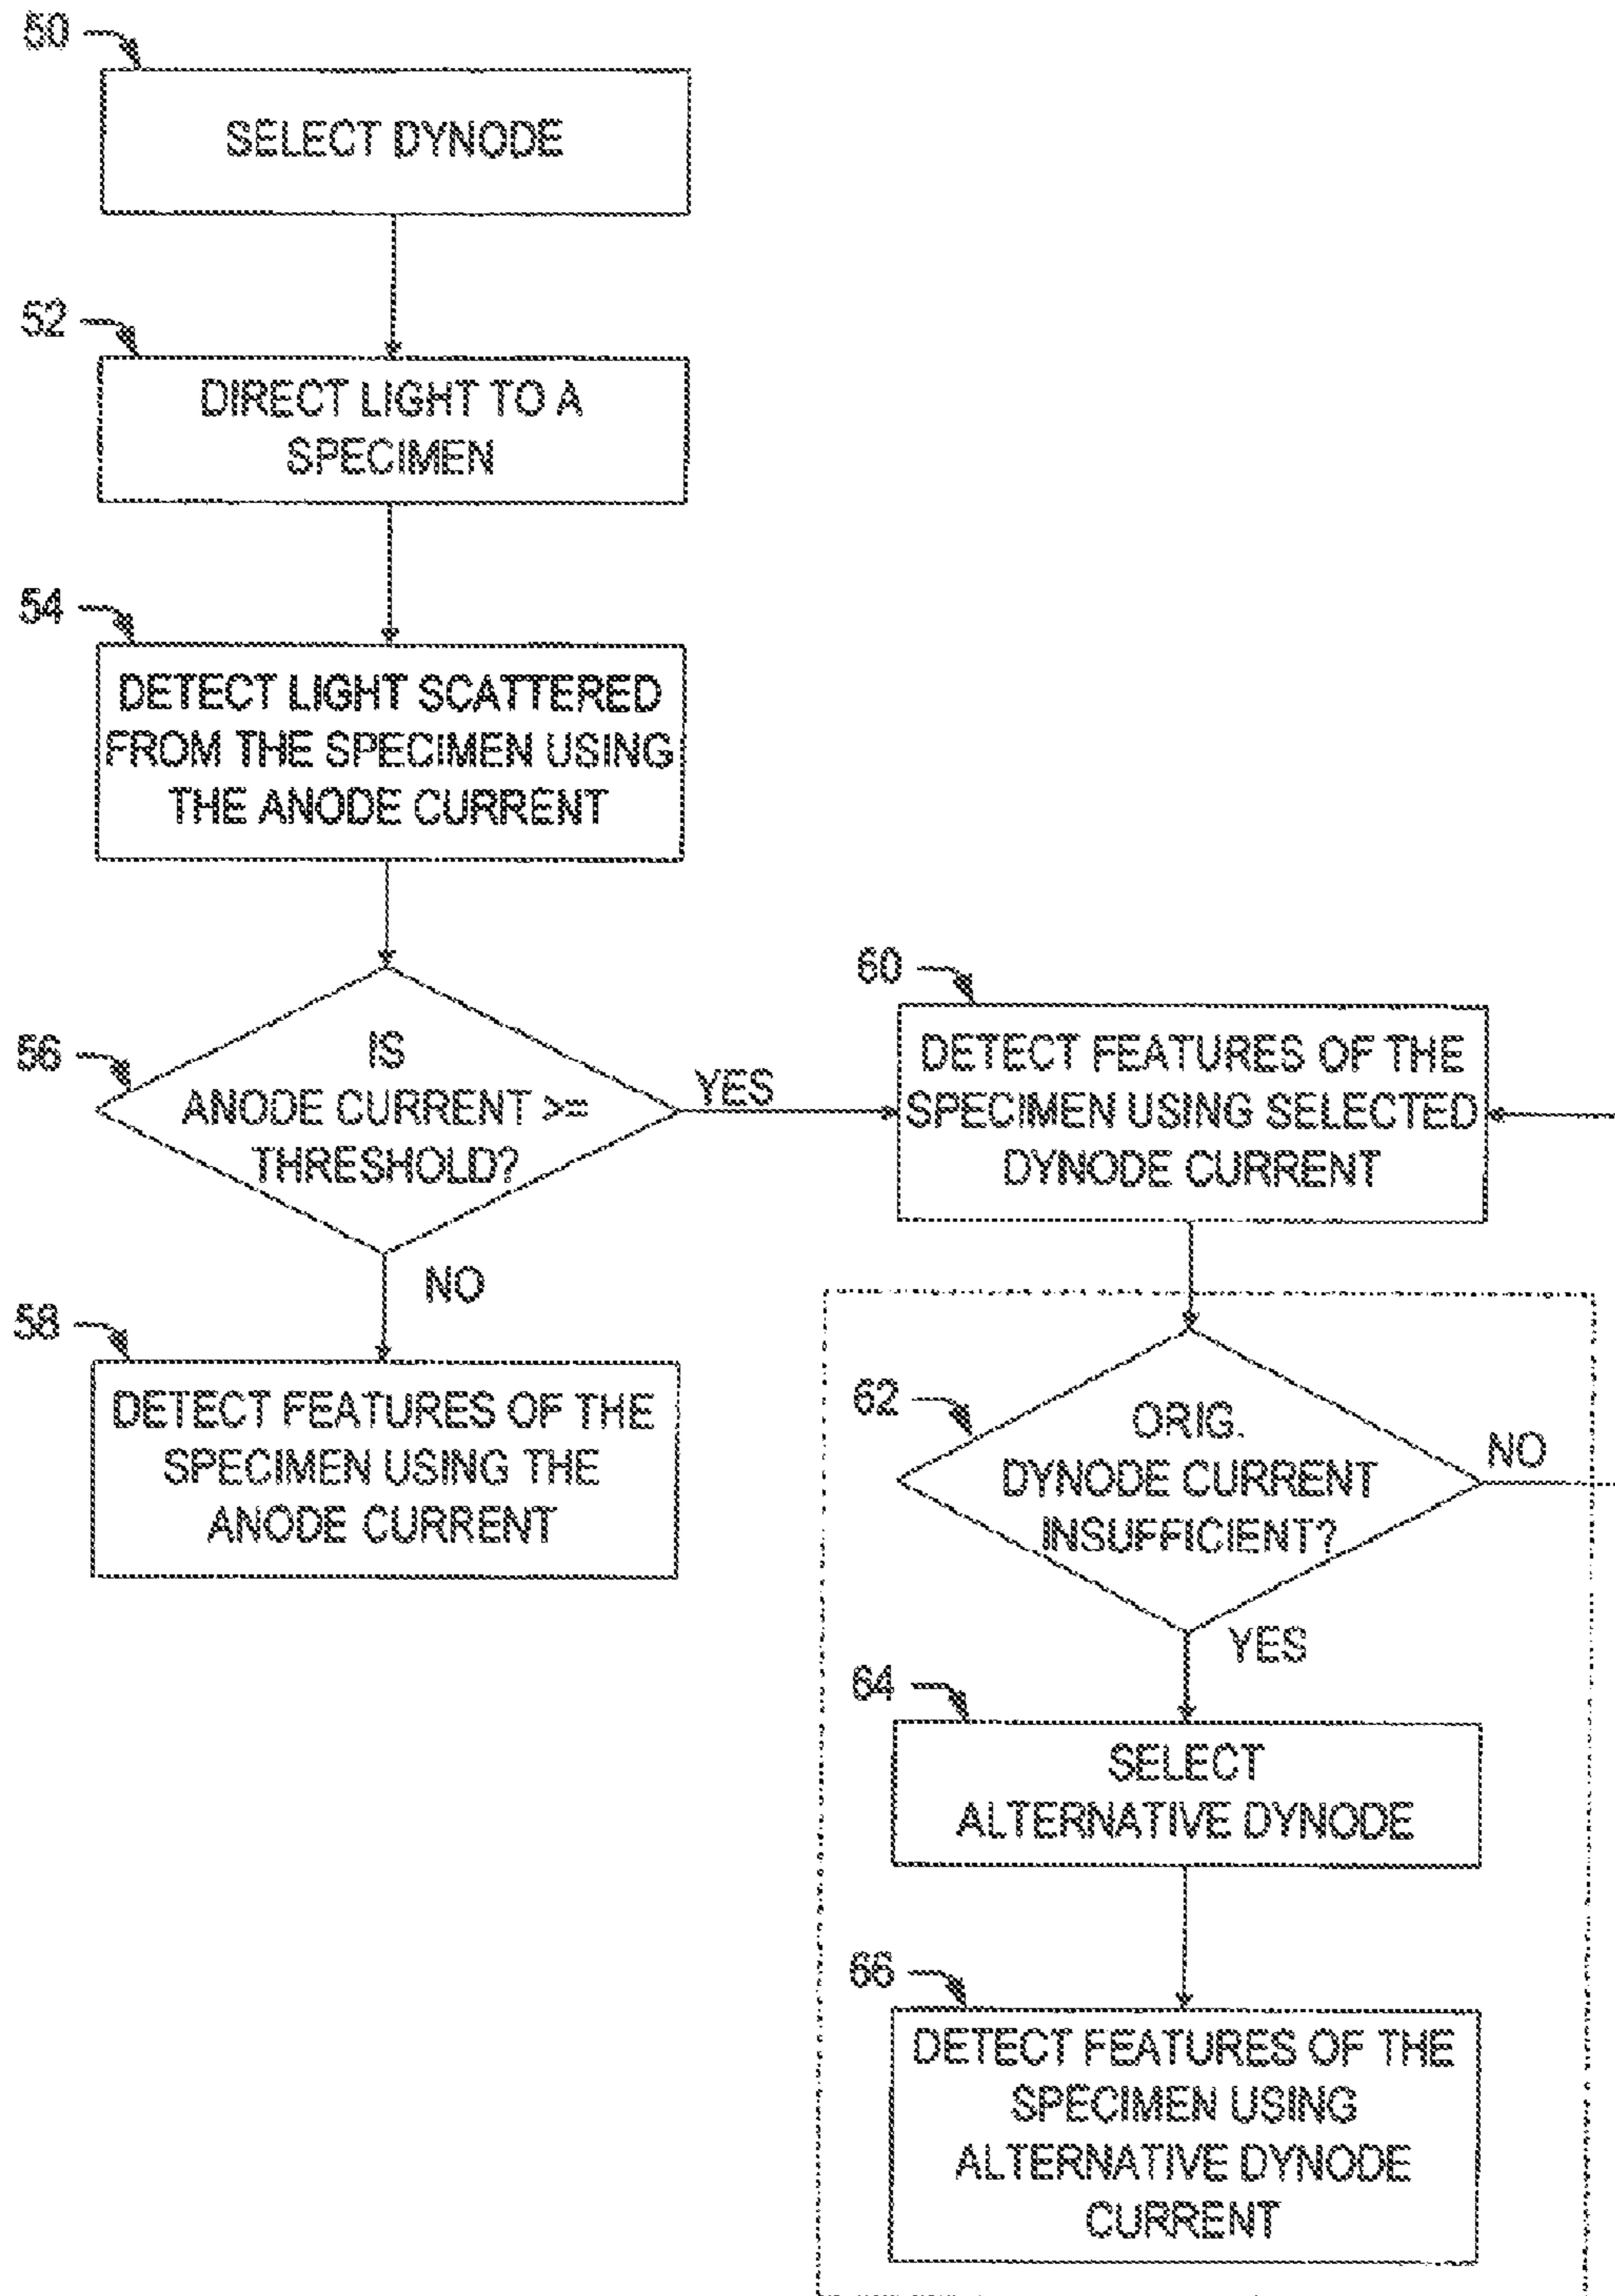 50
SELECT DYNODE
52
DIRECT LIGHT TO A
SPECIMEN
54
DETECT LIGHT SCATTERED
FROM THE SPECIMEN USING
THE ANODE CURRENT
56
IS
ANODE CURRENT >=
THRESHOLD?
YES
NO
58
DETECT FEATURES OF THE
SPECIMEN USING THE
ANODE CURRENT
60
DETECT FEATURES OF THE
SPECIMEN USING SELECTED
DYNODE CURRENT
62
ORIG.
DYNODE CURRENT
INSUFFICIENT?
NO
YES
64
SELECT
ALTERNATIVE DYNODE
66
DETECT FEATURES OF THE
SPECIMEN USING
ALTERNATIVE DYNODE
CURRENT